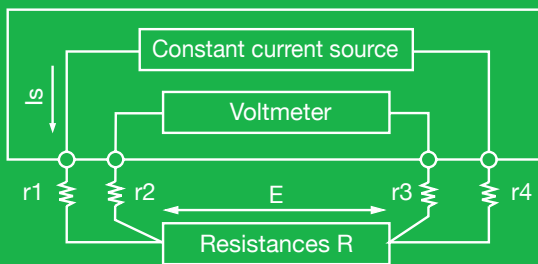 Constant current source
Is
Voltmeter
r1
r2
E
r3
r4
Resistances R